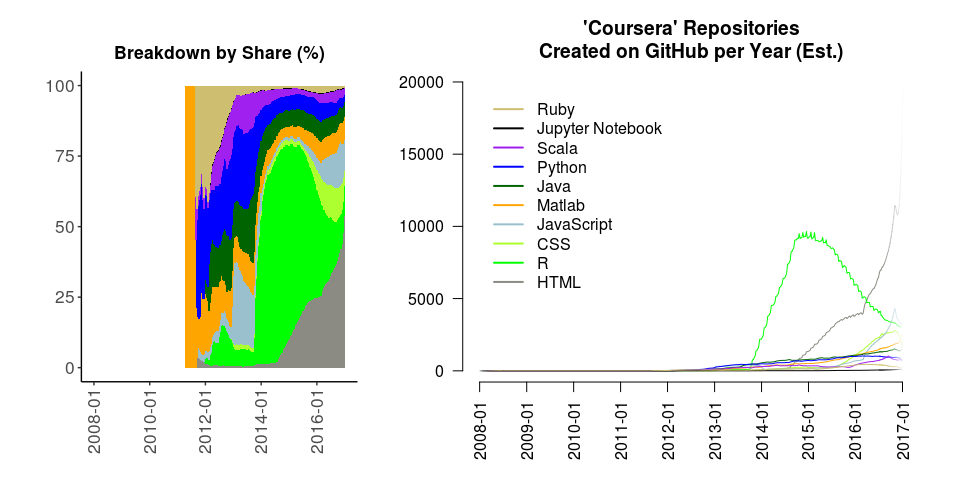 Breakdown by Share (%)
100
75
50
25
0
2008-01
2010-01
2012-01
2014-01
2016-01
'Coursera' Repositories
Created on GitHub per Year (Est.)
20000
15000
10000
5000
0
Ruby
Jupyter Notebook
Scala
Python
Java
Matlab
JavaScript
CSS
R
HTML
2008-01
2009-01
2010-01
2011-01
2012-01
2013-01
2014-01
2015-01
2016-01
2017-01